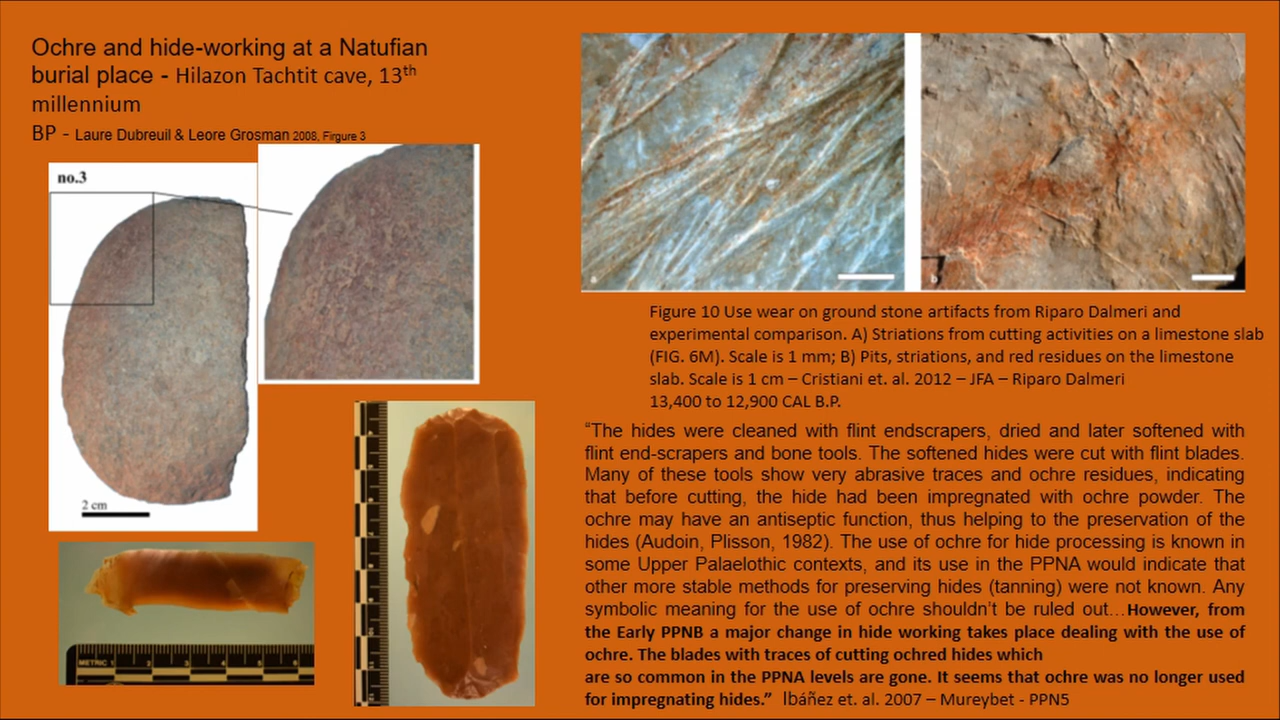 Ochre and hide-working at a Natufian
burial place - Hilazon Tachtit cave, 13th
millennium
BP - Laure Dubreuil & Leore Grosman 2008, Firgure 3
no.3
2 cm
METRIC 1 2 3 4 5 6
b
Figure 10 Use wear on ground stone artifacts from Riparo Dalmeri and
experimental comparison. A) Striations from cutting activities on a limestone slab
(FIG. 6M). Scale is 1 mm; B) Pits, striations, and red residues on the limestone
slab. Scale is 1 cm – Cristiani et. al. 2012 – JFA – Riparo Dalmeri
13,400 to 12,900 CAL B.P.
“The hides were cleaned with flint endscrapers, dried and later softened with
flint end-scrapers and bone tools. The softened hides were cut with flint blades.
Many of these tools show very abrasive traces and ochre residues, indicating
that before cutting, the hide had been impregnated with ochre powder. The
ochre may have an antiseptic function, thus helping to the preservation of the
hides (Audoin, Plisson, 1982). The use of ochre for hide processing is known in
some Upper Palaelothic contexts, and its use in the PPNA would indicate that
other more stable methods for preserving hides (tanning) were not known. Any
symbolic meaning for the use of ochre shouldn’t be ruled out…However, from
the Early PPNB a major change in hide working takes place dealing with the use of
ochre. The blades with traces of cutting ochred hides which
are so common in the PPNA levels are gone. It seems that ochre was no longer used
for impregnating hides.” Ibáñez et. al. 2007 – Mureybet - PPN5